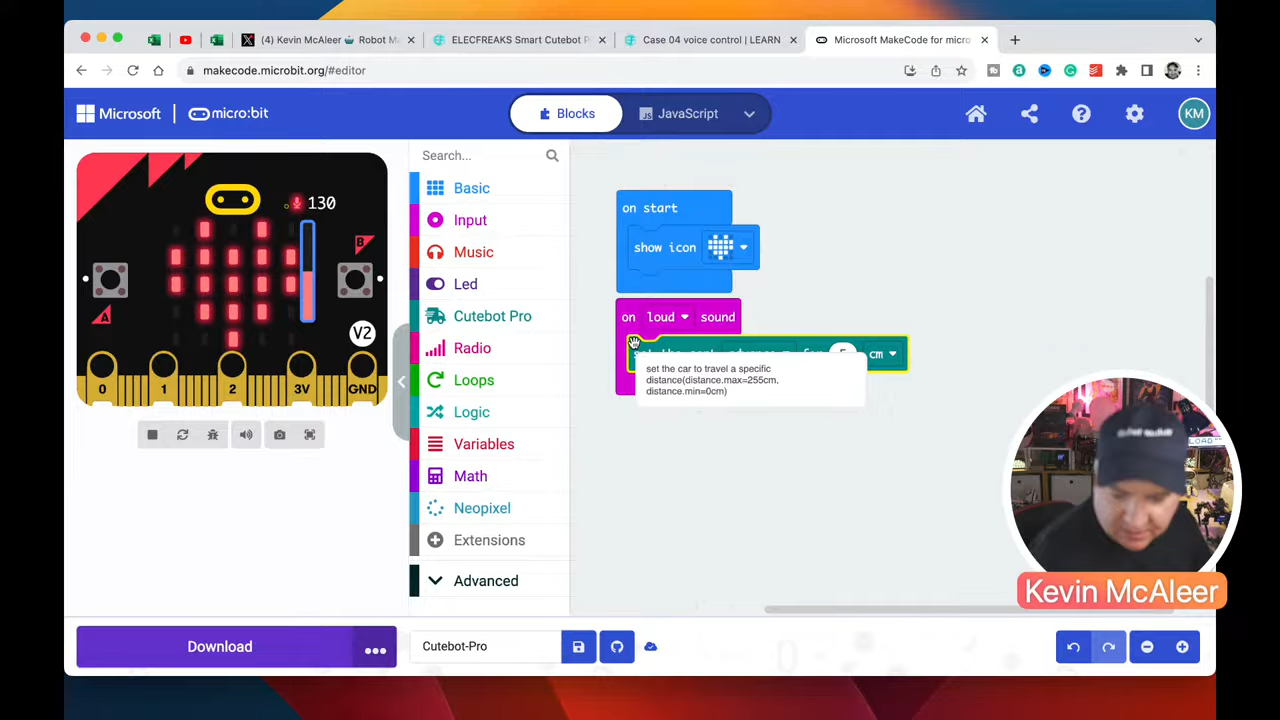 (4) Kevin McAleer 🤖 Robot M
ELECFREAKS Smart Cutebot P
Case 04 voice control | LEARN
Microsoft MakeCode for micro
makecode.microbit.org/#editor
Microsoft
micro:bit
Blocks
JS JavaScript
KM
130
A
B
V2
0 1 2 3V GND
Search...
Basic
Input
Music
Led
Cutebot Pro
Radio
Loops
Logic
Variables
Math
Neopixel
Extensions
Advanced
on start
show icon
on loud sound
5 cm
set the car to travel a specific
distance(distance.max=255cm.
distance.min=0cm)
Kevin McAleer
Download
Cutebot-Pro